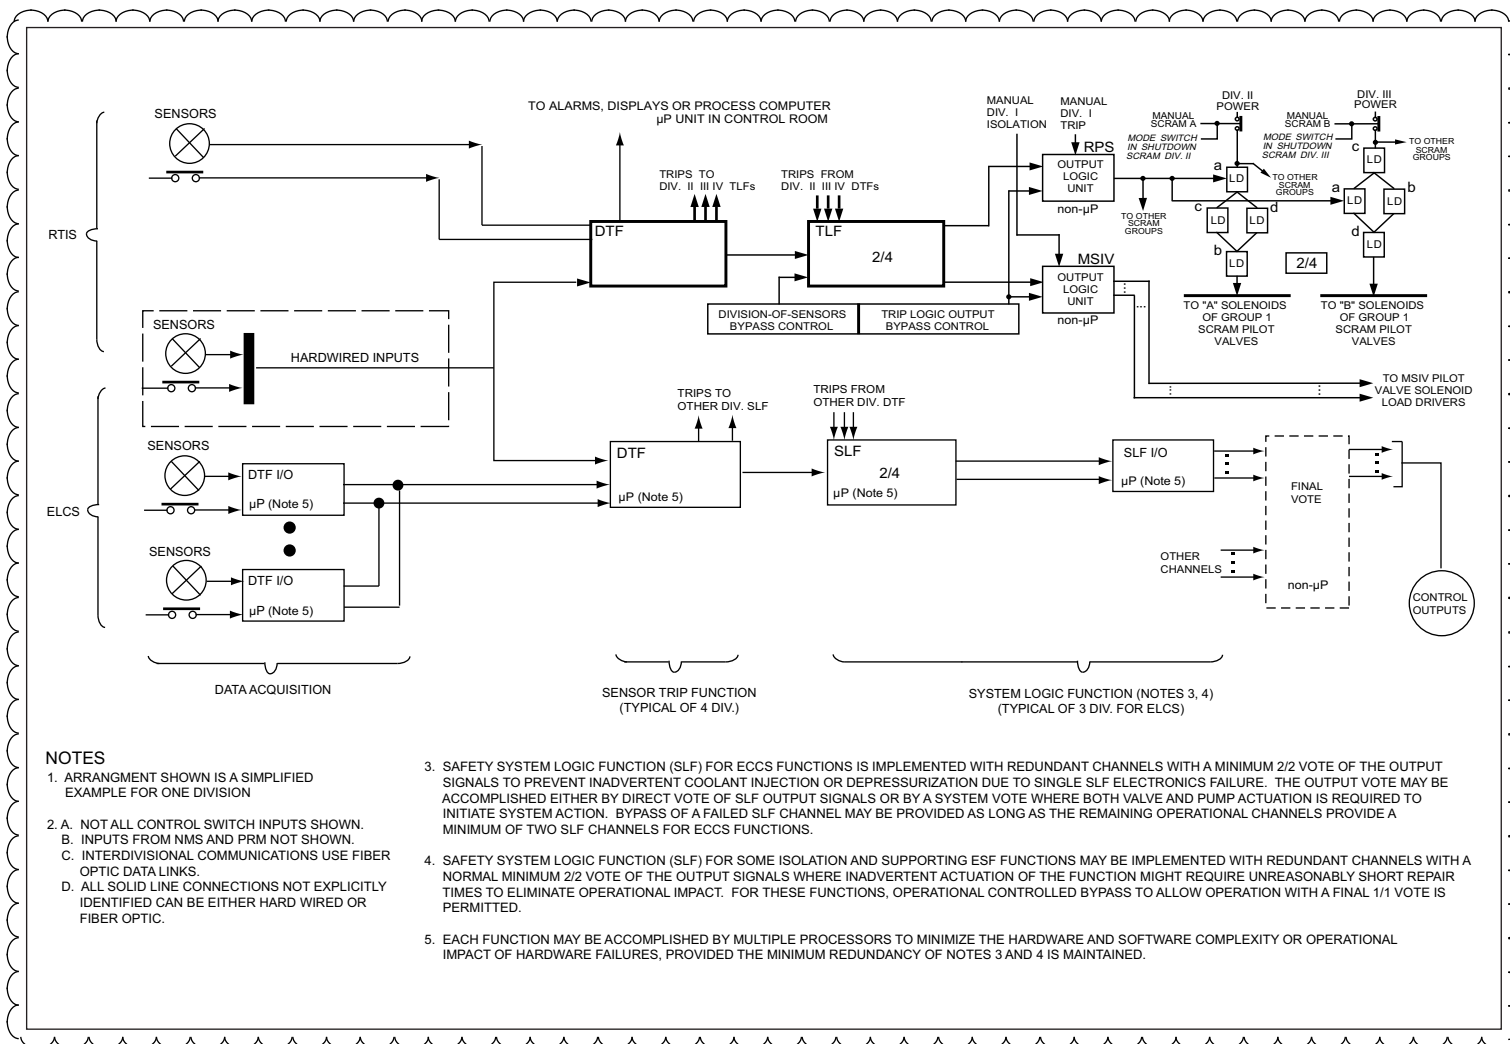 SENSORS
TO ALARMS, DISPLAYS OR PROCESS COMPUTER
µP UNIT IN CONTROL ROOM
MANUAL
DIV. I
ISOLATION
MANUAL
DIV. I
TRIP
DIV. II
POWER
MANUAL
SCRAM A
MODE SWITCH
IN SHUTDOWN
SCRAM DIV. II
DIV. III
POWER
MANUAL
SCRAM B
MODE SWITCH
IN SHUTDOWN
SCRAM DIV. III
TO OTHER
SCRAM
GROUPS
TRIPS TO
DIV. II III IV TLFs
TRIPS FROM
DIV. II III IV DTFs
RPS
OUTPUT
LOGIC
UNIT
non-µP
TO OTHER
SCRAM
GROUPS
a
LD
TO OTHER
SCRAM
GROUPS
c
LD
d
LD
b
LD
c
LD
a
LD
b
LD
d
LD
2/4
RTIS
DTF
TLF
2/4
MSIV
OUTPUT
LOGIC
UNIT
non-µP
DIVISION-OF-SENSORS
BYPASS CONTROL
TRIP LOGIC OUTPUT
BYPASS CONTROL
TO "A" SOLENOIDS
OF GROUP 1
SCRAM PILOT
VALVES
TO "B" SOLENOIDS
OF GROUP 1
SCRAM PILOT
VALVES
SENSORS
HARDWIRED INPUTS
TO MSIV PILOT
VALVE SOLENOID
LOAD DRIVERS
TRIPS TO
OTHER DIV. SLF
TRIPS FROM
OTHER DIV. DTF
ELCS
SENSORS
DTF I/O
µP (Note 5)
DTF
µP (Note 5)
SLF
2/4
µP (Note 5)
SLF I/O
µP (Note 5)
FINAL
VOTE
non-µP
SENSORS
DTF I/O
µP (Note 5)
OTHER
CHANNELS
CONTROL
OUTPUTS
DATA ACQUISITION
SENSOR TRIP FUNCTION
(TYPICAL OF 4 DIV.)
SYSTEM LOGIC FUNCTION (NOTES 3, 4)
(TYPICAL OF 3 DIV. FOR ELCS)
NOTES
1. ARRANGMENT SHOWN IS A SIMPLIFIED
EXAMPLE FOR ONE DIVISION
2. A. NOT ALL CONTROL SWITCH INPUTS SHOWN.
B. INPUTS FROM NMS AND PRM NOT SHOWN.
C. INTERDIVISIONAL COMMUNICATIONS USE FIBER
OPTIC DATA LINKS.
D. ALL SOLID LINE CONNECTIONS NOT EXPLICITLY
IDENTIFIED CAN BE EITHER HARD WIRED OR
FIBER OPTIC.
3. SAFETY SYSTEM LOGIC FUNCTION (SLF) FOR ECCS FUNCTIONS IS IMPLEMENTED WITH REDUNDANT CHANNELS WITH A MINIMUM 2/2 VOTE OF THE OUTPUT
SIGNALS TO PREVENT INADVERTENT COOLANT INJECTION OR DEPRESSURIZATION DUE TO SINGLE SLF ELECTRONICS FAILURE. THE OUTPUT VOTE MAY BE
ACCOMPLISHED EITHER BY DIRECT VOTE OF SLF OUTPUT SIGNALS OR BY A SYSTEM VOTE WHERE BOTH VALVE AND PUMP ACTUATION IS REQUIRED TO
INITIATE SYSTEM ACTION. BYPASS OF A FAILED SLF CHANNEL MAY BE PROVIDED AS LONG AS THE REMAINING OPERATIONAL CHANNELS PROVIDE A
MINIMUM OF TWO SLF CHANNELS FOR ECCS FUNCTIONS.
4. SAFETY SYSTEM LOGIC FUNCTION (SLF) FOR SOME ISOLATION AND SUPPORTING ESF FUNCTIONS MAY BE IMPLEMENTED WITH REDUNDANT CHANNELS WITH A
NORMAL MINIMUM 2/2 VOTE OF THE OUTPUT SIGNALS WHERE INADVERTENT ACTUATION OF THE FUNCTION MIGHT REQUIRE UNREASONABLY SHORT REPAIR
TIMES TO ELIMINATE OPERATIONAL IMPACT. FOR THESE FUNCTIONS, OPERATIONAL CONTROLLED BYPASS TO ALLOW OPERATION WITH A FINAL 1/1 VOTE IS
PERMITTED.
5. EACH FUNCTION MAY BE ACCOMPLISHED BY MULTIPLE PROCESSORS TO MINIMIZE THE HARDWARE AND SOFTWARE COMPLEXITY OR OPERATIONAL
IMPACT OF HARDWARE FAILURES, PROVIDED THE MINIMUM REDUNDANCY OF NOTES 3 AND 4 IS MAINTAINED.